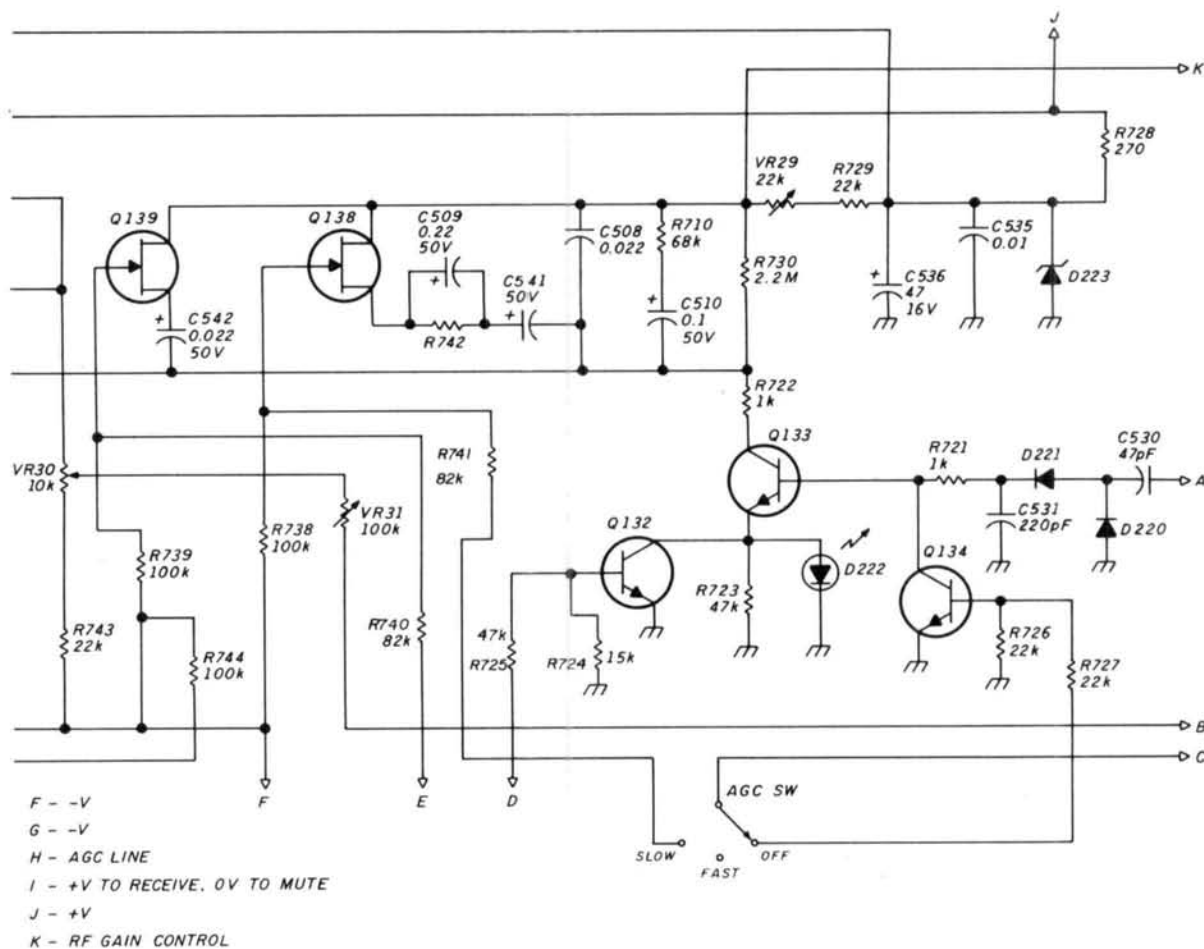 J
K
R728
270
VR29
22k
R729
22k
Q139
Q138
C509
0.22
50V
C508
0.022
R710
68k
C535
0.01
C541
50V
R730
2.2M
C536
47
16V
D223
+
C542
0.022
50V
+
+
R742
+
C510
0.1
50V
+
R722
1k
Q133
R741
82k
R721
1k
D221
C530
47pF
A
VR30
10k
VR31
100k
C531
220pF
D220
Q132
Q134
R738
100k
R739
100k
D222
R723
47k
R743
22k
R744
100k
R740
82k
47k
R725
R724
15k
R726
22k
R727
22k
B
C
F
E
D
AGC SW
SLOW
OFF
FAST
F - -V
G - -V
H - AGC LINE
I - +V TO RECEIVE, 0V TO MUTE
J - +V
K - RF GAIN CONTROL